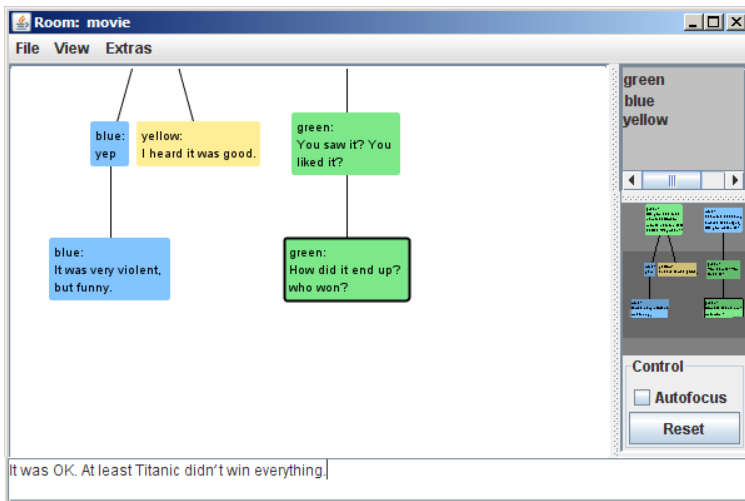 Room: movie
File View Extras
blue:
yep
yellow:
I heard it was good.
green:
You saw it? You
liked it?
blue:
It was very violent,
but funny.
green:
How did it end up?
who won?
green
blue
yellow
Control
Autofocus
Reset
It was OK. At least Titanic didn't win everything.